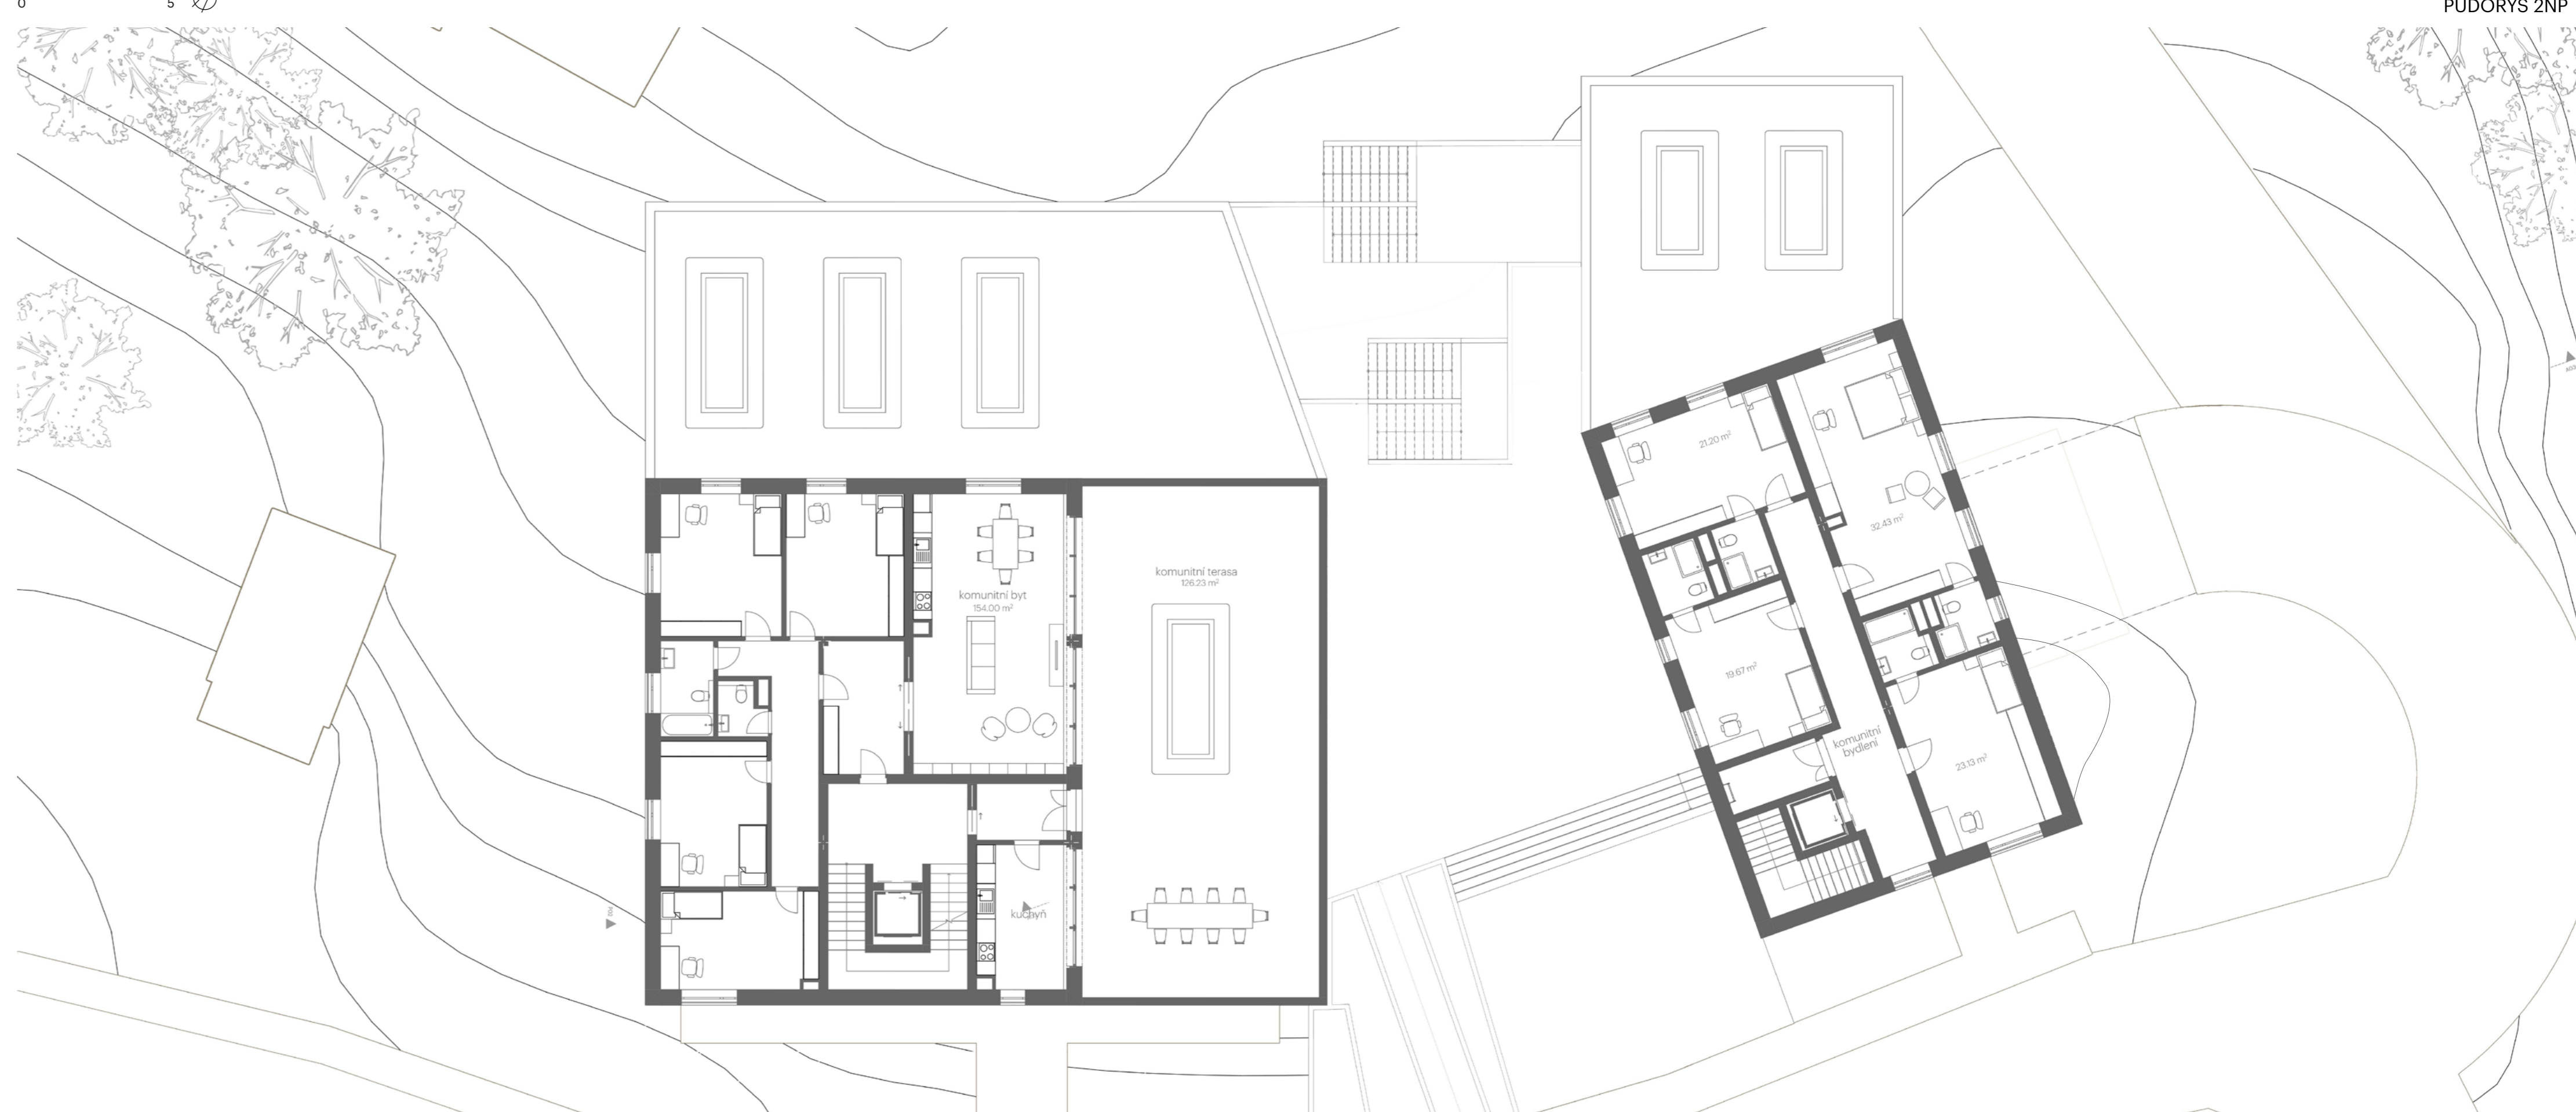 0 5
PŮDORYS 2NP
21.20 m²
32.43 m²
komunitní terasa
126.23 m²
komunitní byt
154.00 m²
19.67 m²
komunitní
bydlení
23.13 m²
kuchyň